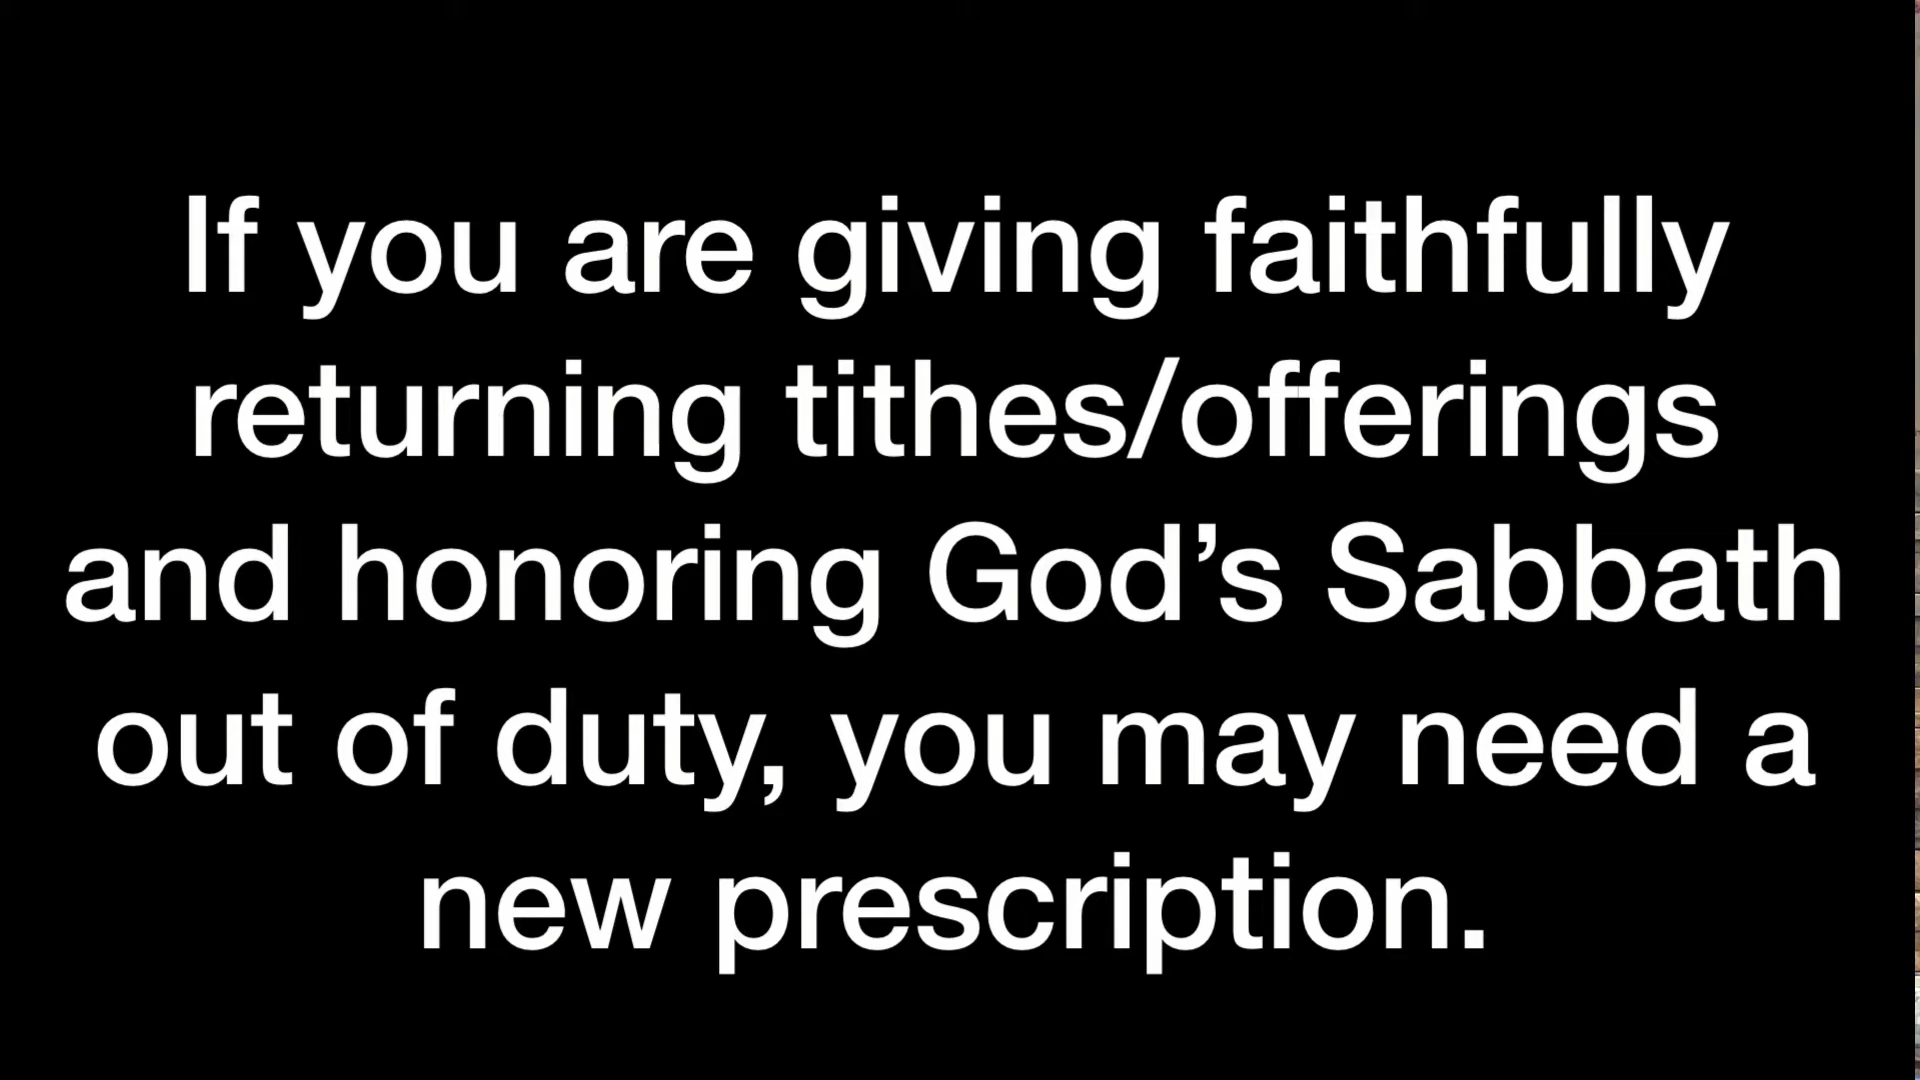 If you are giving faithfully
returning tithes/offerings
and honoring God’s Sabbath
out of duty, you may need a
new prescription.